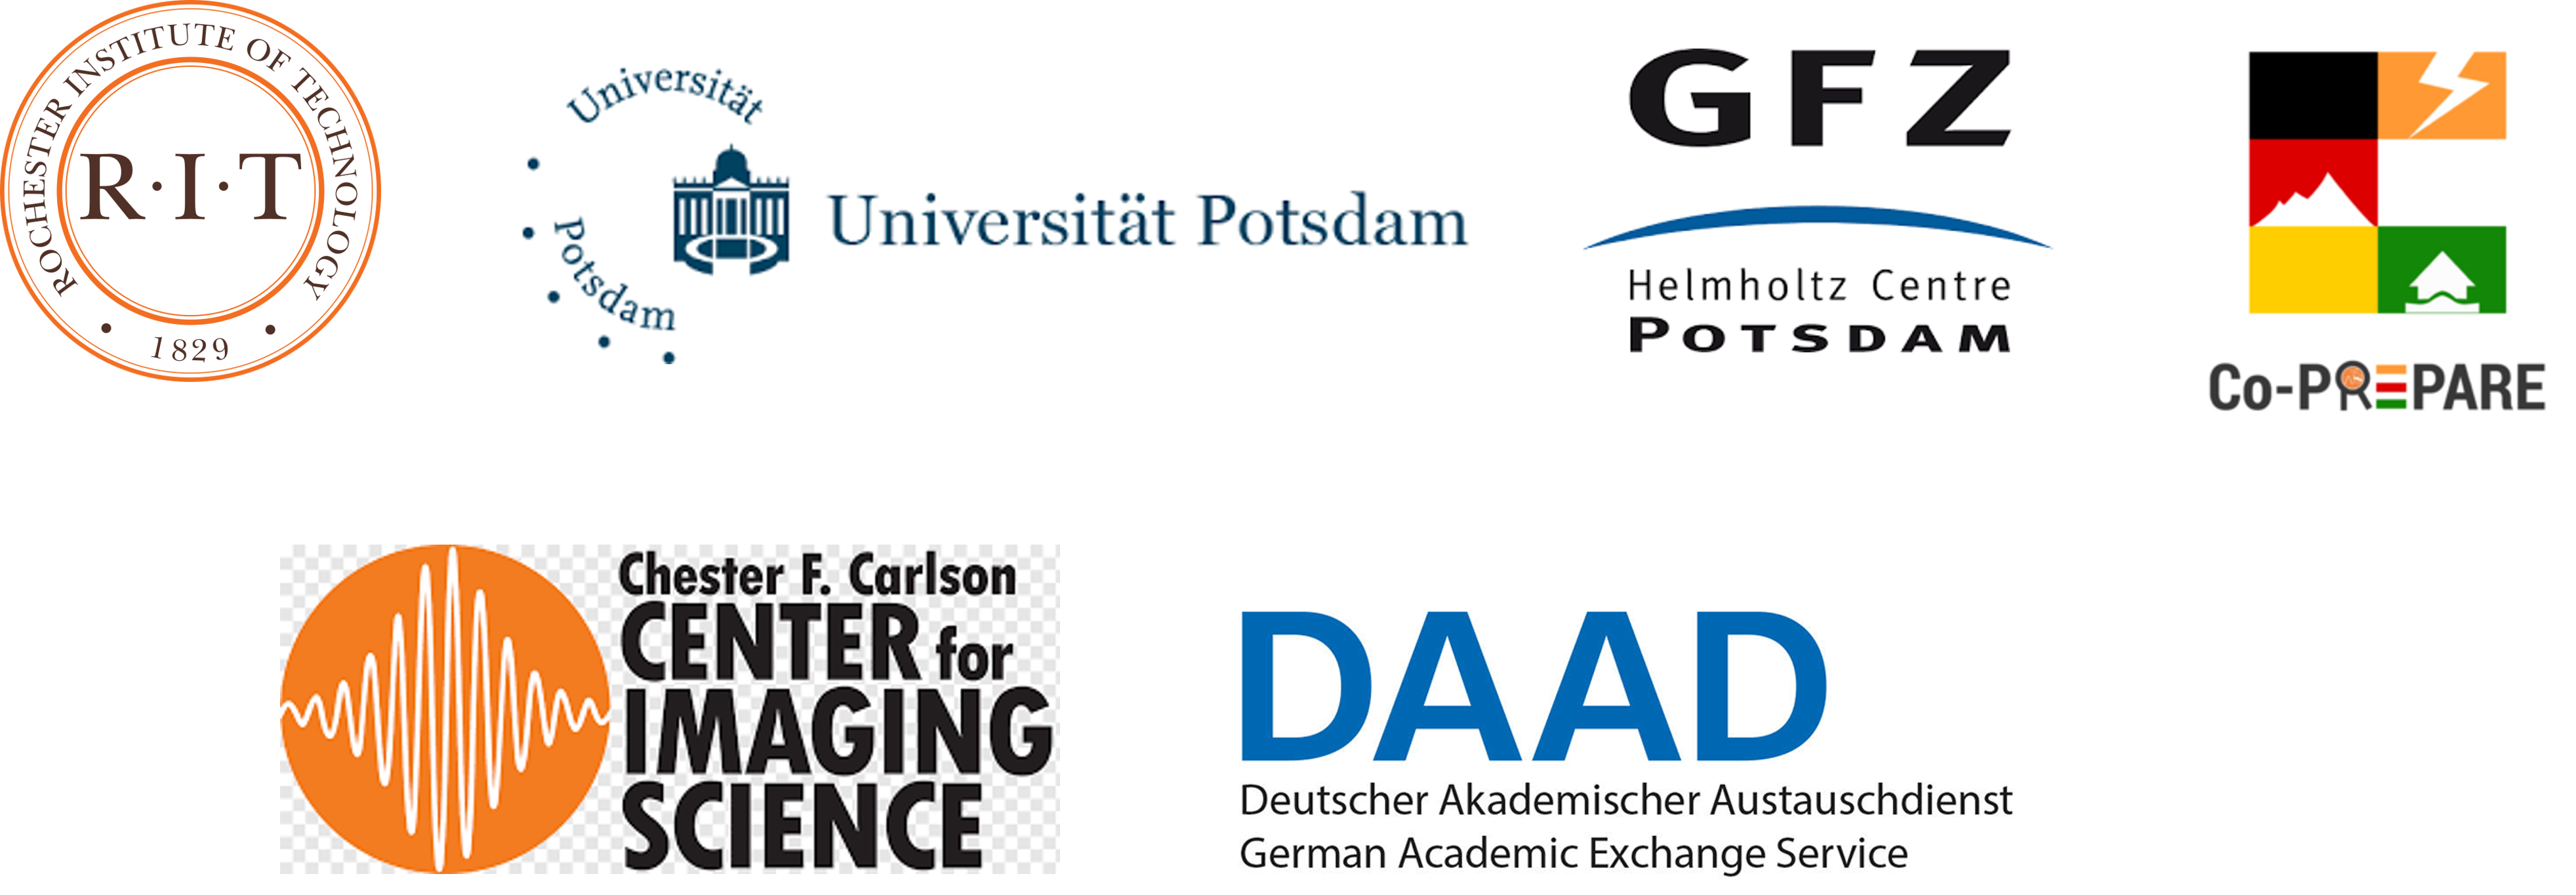 ROCHESTER INSTITUTE OF TECHNOLOGY
R·I·T
1829
Universität
Potsdam
Universität Potsdam
GFZ
Helmholtz Centre
POTSDAM
Co-PREPARE
Chester F. Carlson
CENTER for
IMAGING
SCIENCE
DAAD
Deutscher Akademischer Austauschdienst
German Academic Exchange Service